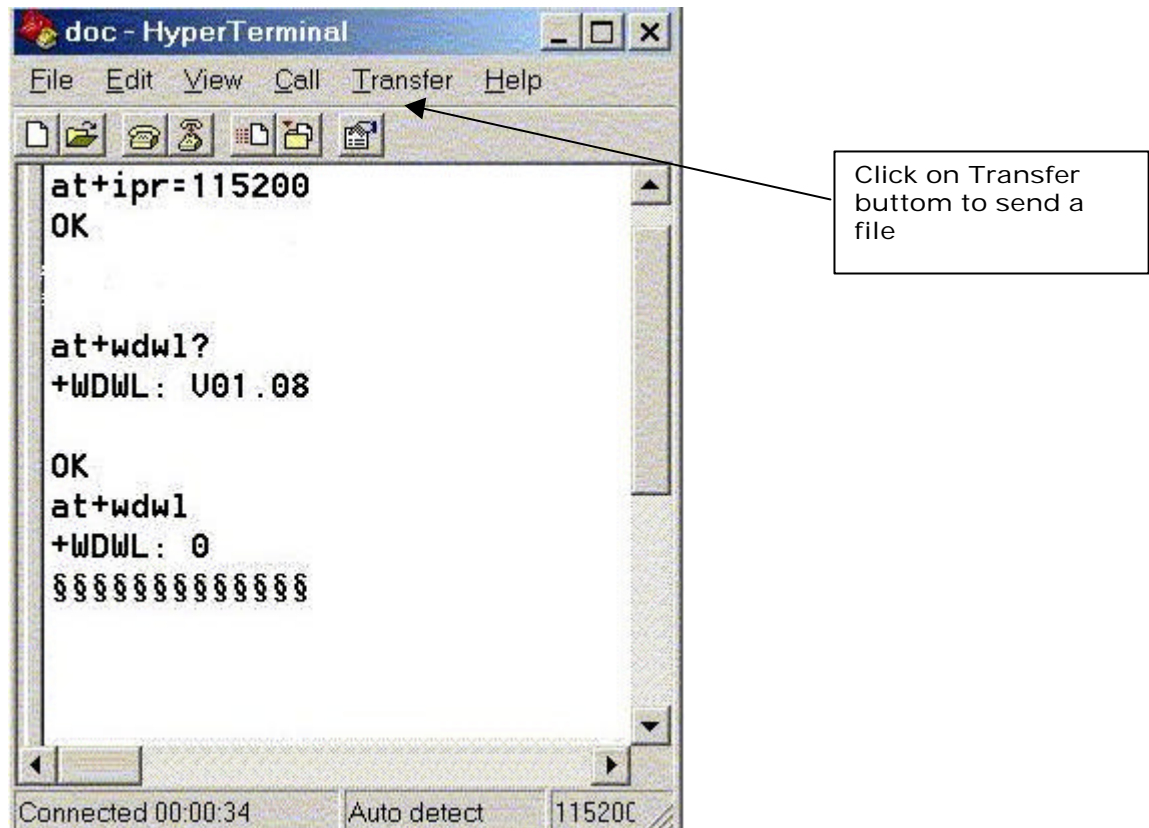 doc - HyperTerminal
File Edit View Call Transfer Help
at+ipr=115200
OK
at+wdwl?
+WDWL: V01.08
OK
at+wdwl
+WDWL: 0
§§§§§§§§§§§§§
Connected 00:00:34 Auto detect 115200
Click on Transfer
buttom to send a
file